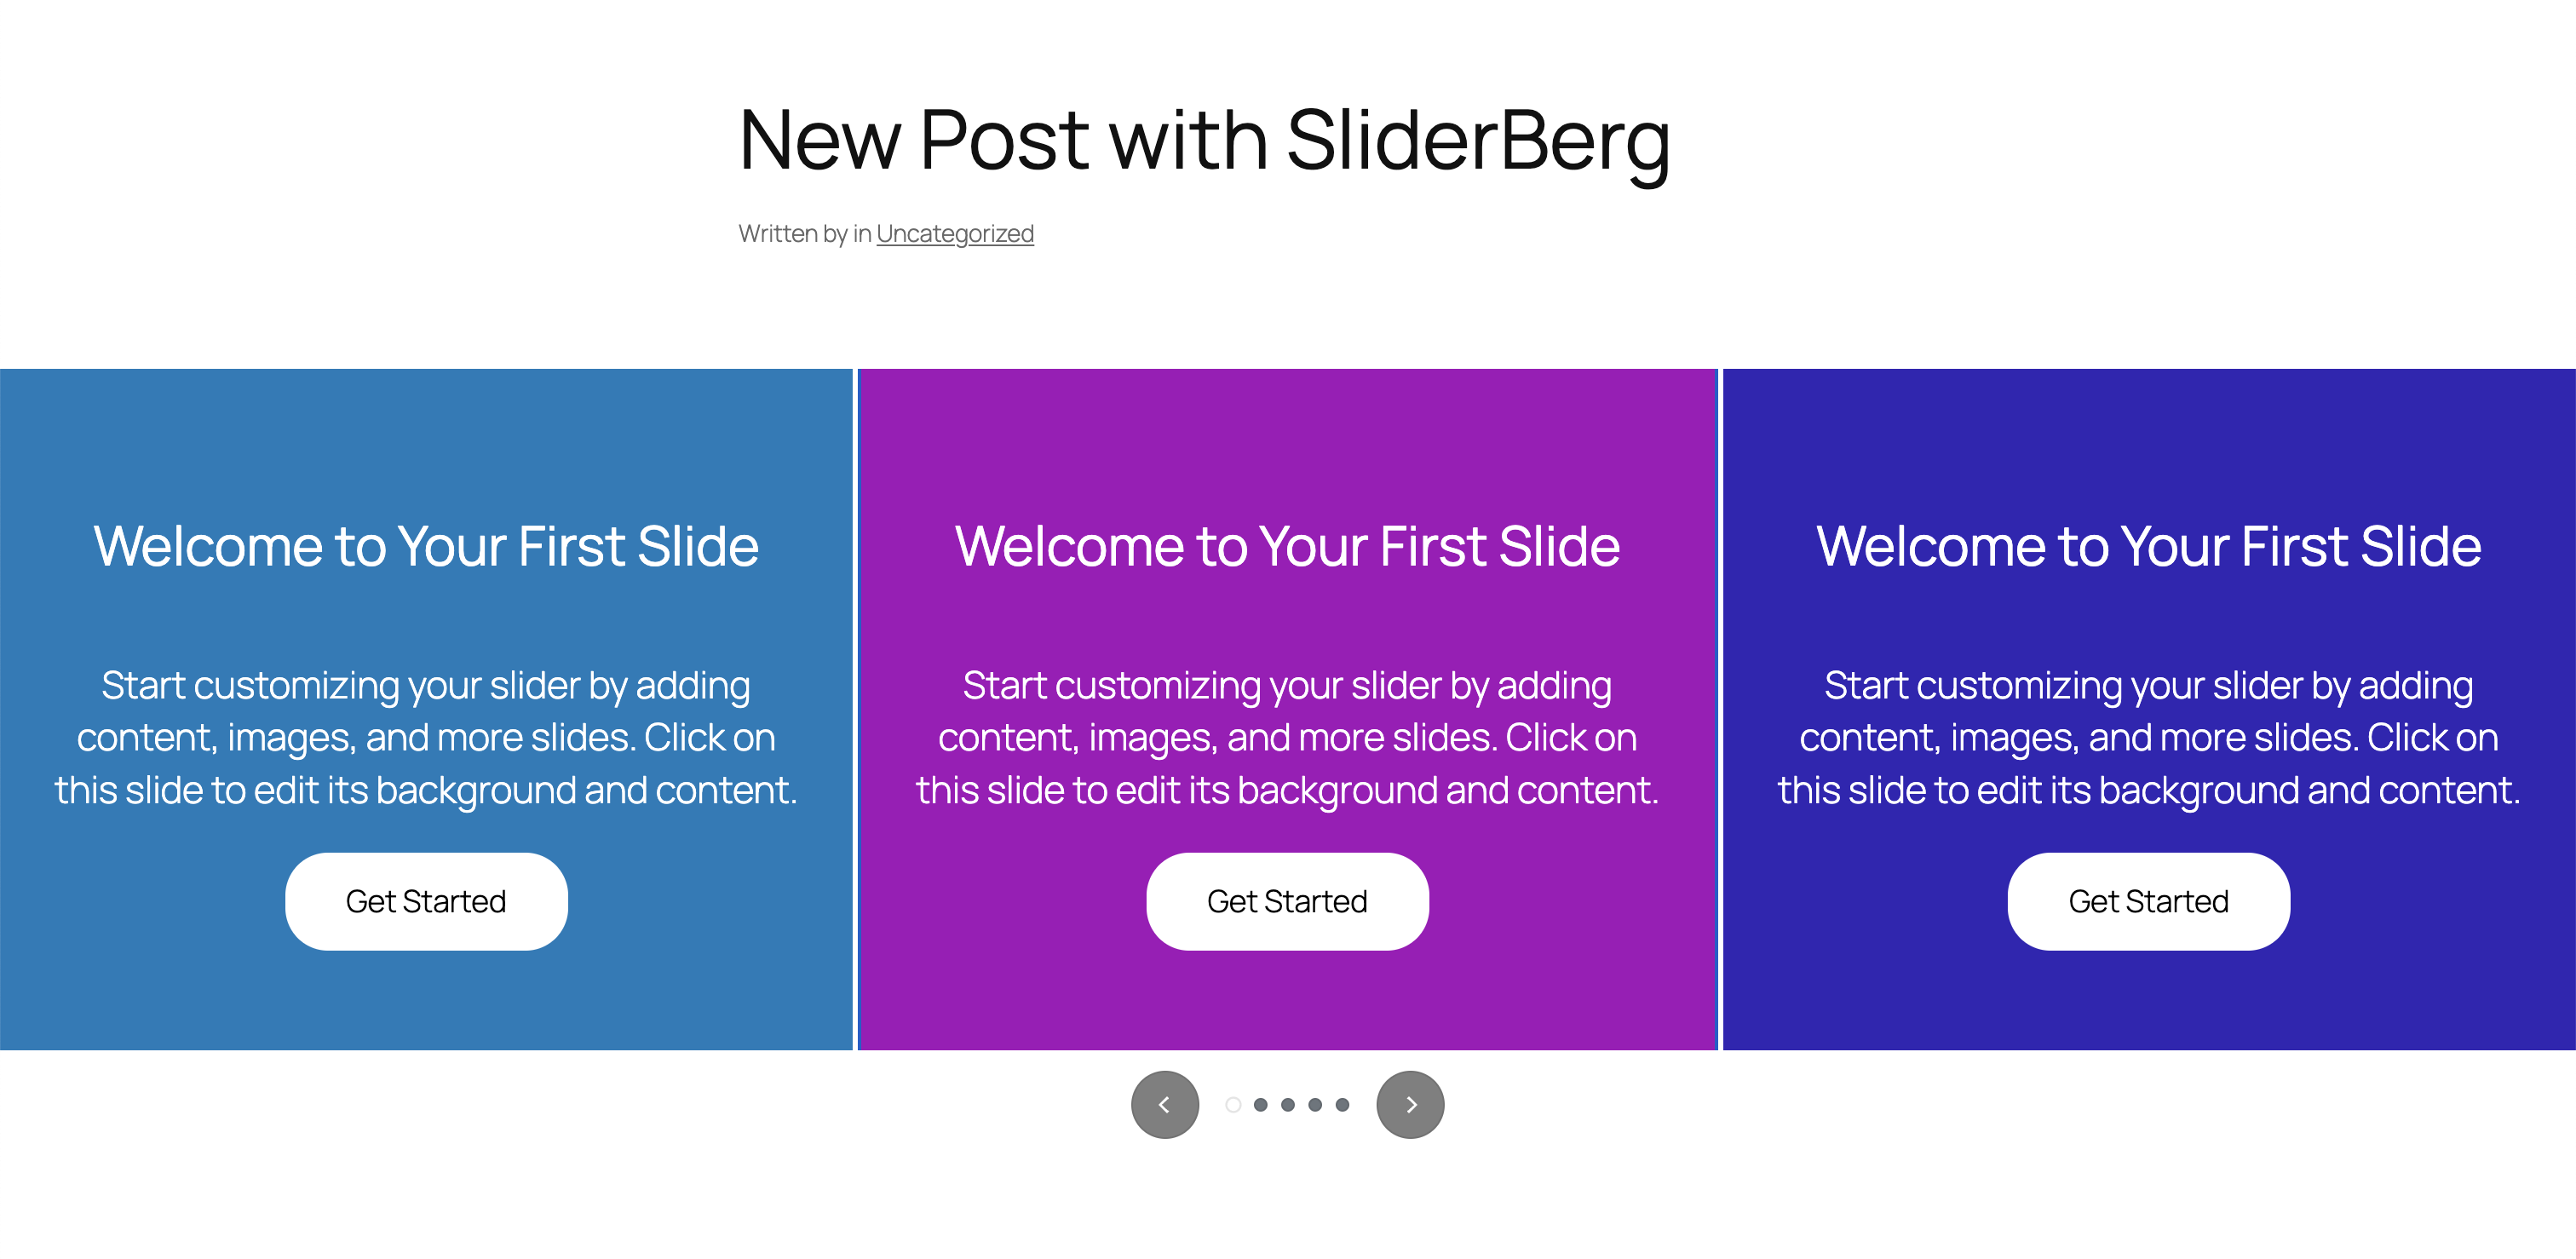 New Post with SliderBerg
Written by in Uncategorized
Welcome to Your First Slide
Start customizing your slider by adding
content, images, and more slides. Click on
this slide to edit its background and content.
Get Started
Welcome to Your First Slide
Start customizing your slider by adding
content, images, and more slides. Click on
this slide to edit its background and content.
Get Started
Welcome to Your First Slide
Start customizing your slider by adding
content, images, and more slides. Click on
this slide to edit its background and content.
Get Started